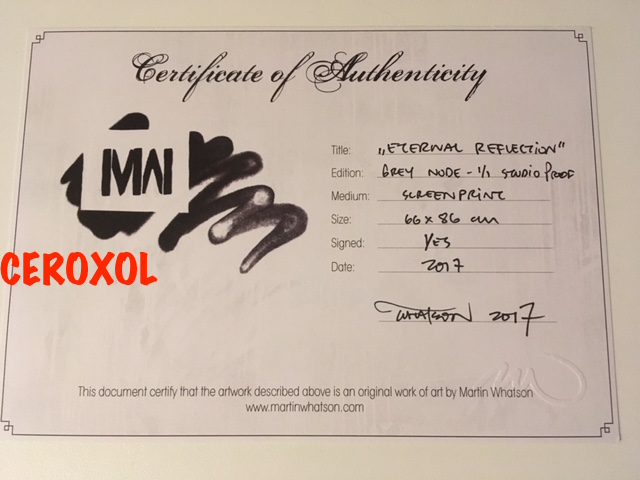 Certificate of Authenticity
MW
Title: „ETERNAL REFLECTION"
Edition: GREY NODE - 1/1 STUDIO PROOF
Medium: SCREENPRINT
Size: 66 x 86 cm
Signed: YES
CEROXOL
Date: 2017
WHATSON 2017
This document certify that the artwork described above is an original work of art by Martin Whatson
www.martinwhatson.com